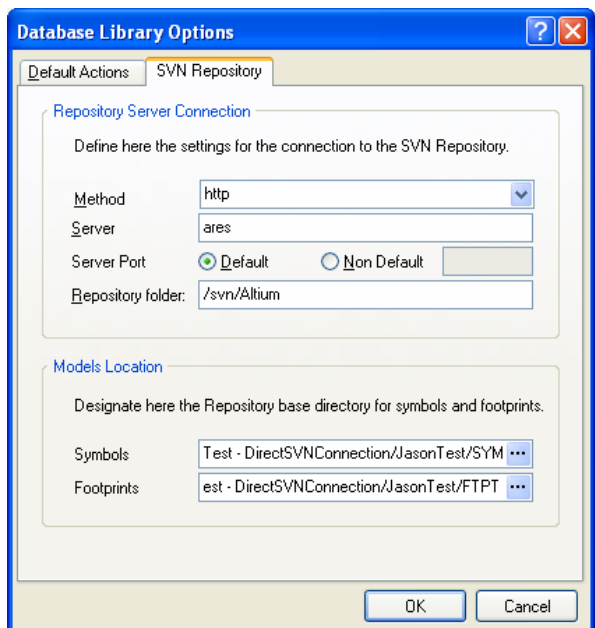 Database Library Options
Default Actions SVN Repository
Repository Server Connection
Define here the settings for the connection to the SVN Repository.
Method http
Server ares
Server Port Default Non Default
Repository folder: /svn/Altium
Models Location
Designate here the Repository base directory for symbols and footprints.
Symbols Test - DirectSVNConnection/JasonTest/SYM ...
Footprints est - DirectSVNConnection/JasonTest/FTPT ...
OK Cancel